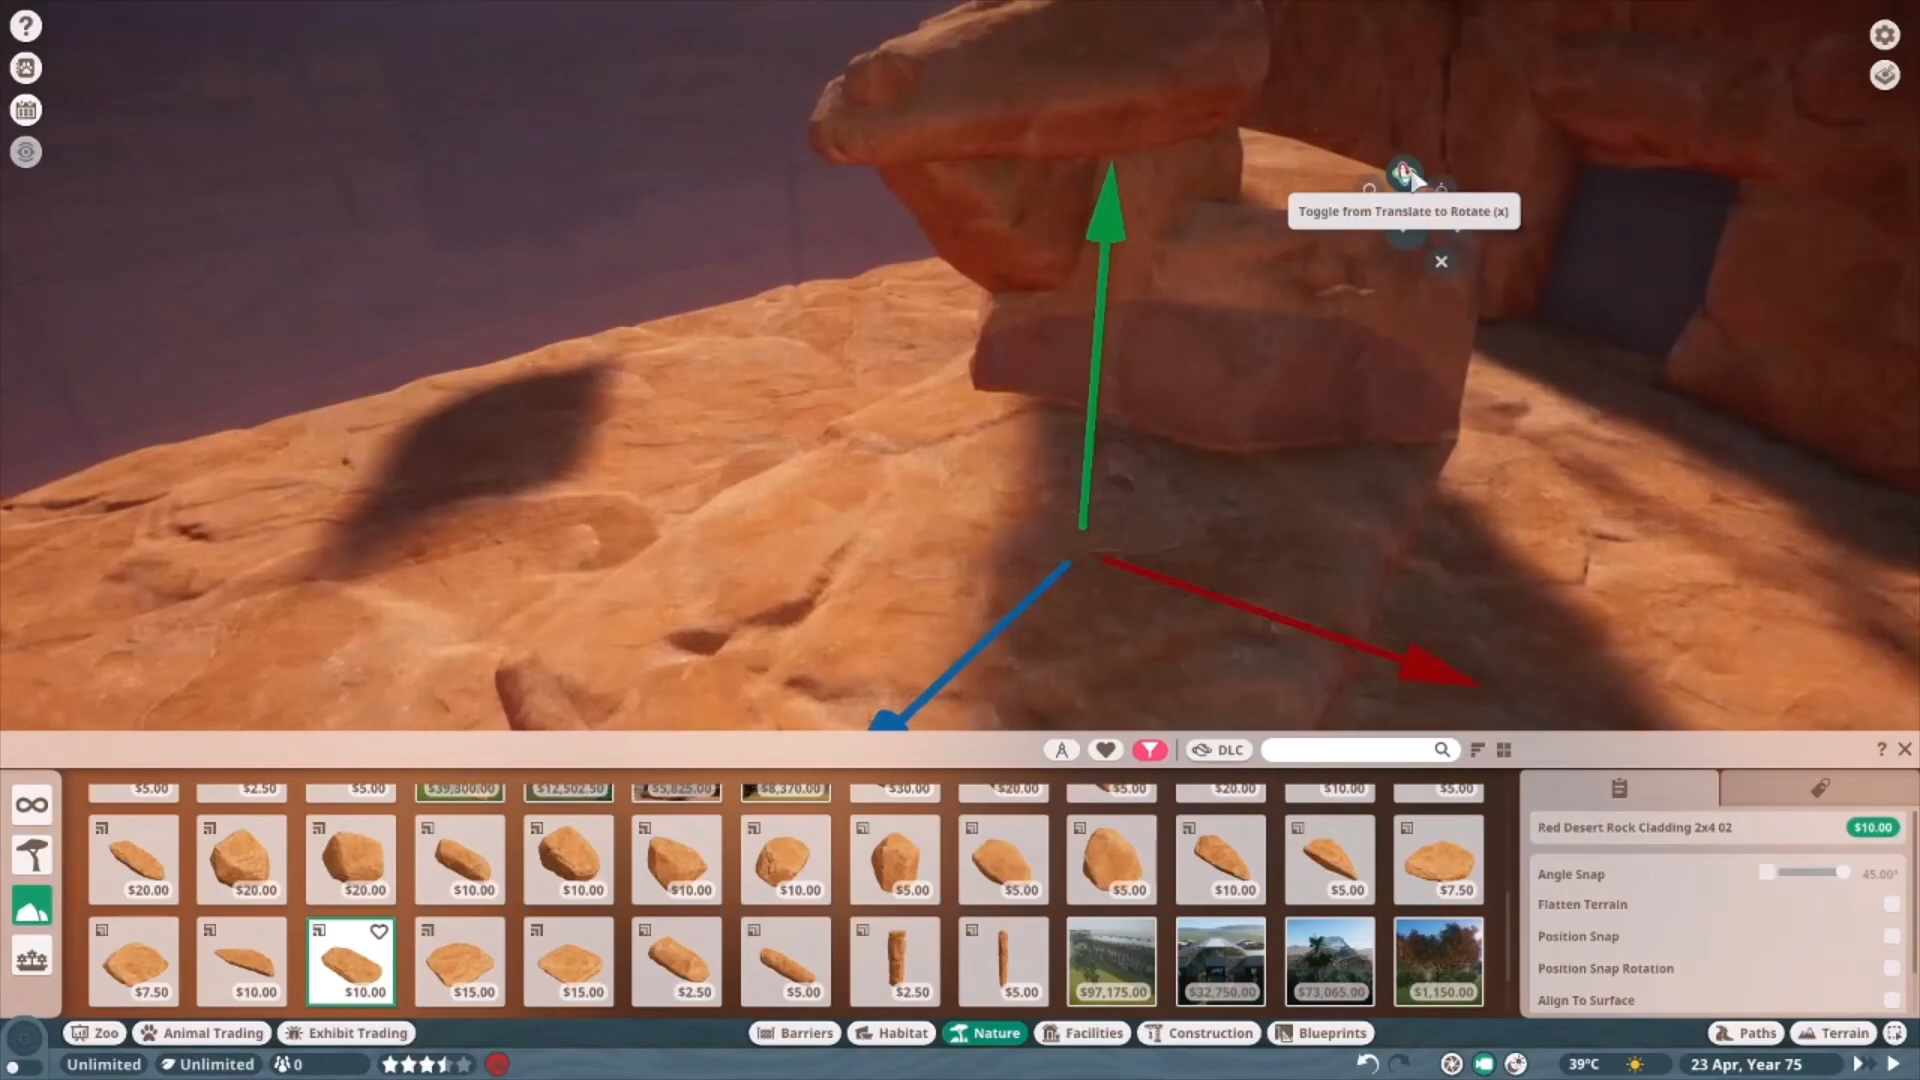 ?
Toggle from Translate to Rotate (x)
DLC
?
$5.00 $2.50 $5.00 $39,300.00 $12,502.50 $5,825.00 $8,370.00 $30.00 $20.00 $5.00 $20.00 $10.00 $5.00
$20.00 $20.00 $20.00 $10.00 $10.00 $10.00 $10.00 $5.00 $5.00 $5.00 $10.00 $5.00 $7.50
$7.50 $10.00 $10.00 $15.00 $15.00 $2.50 $5.00 $2.50 $5.00 $97,175.00 $32,750.00 $73,065.00 $1,150.00
Red Desert Rock Cladding 2x4 02 $10.00
Angle Snap 45.00°
Flatten Terrain
Position Snap
Position Snap Rotation
Align To Surface
Zoo Animal Trading Exhibit Trading Barriers Habitat Nature Facilities Construction Blueprints Paths Terrain
Unlimited Unlimited 0 39°C 23 Apr, Year 75